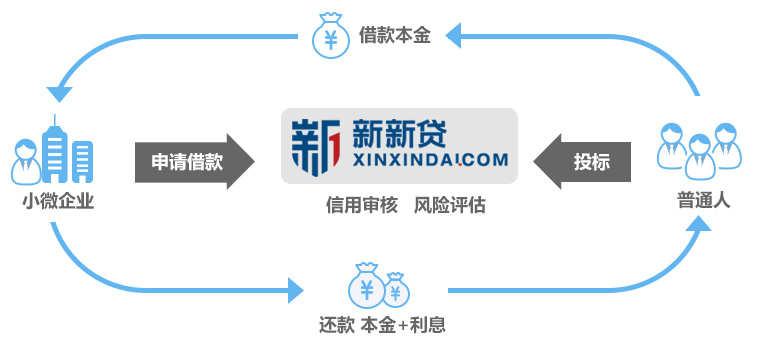 ¥ 借款本金
申请借款
新1 新新贷
XINXINDAI.COM
投标
小微企业
信用审核 风险评估
普通人
¥ ¥
还款 本金+利息